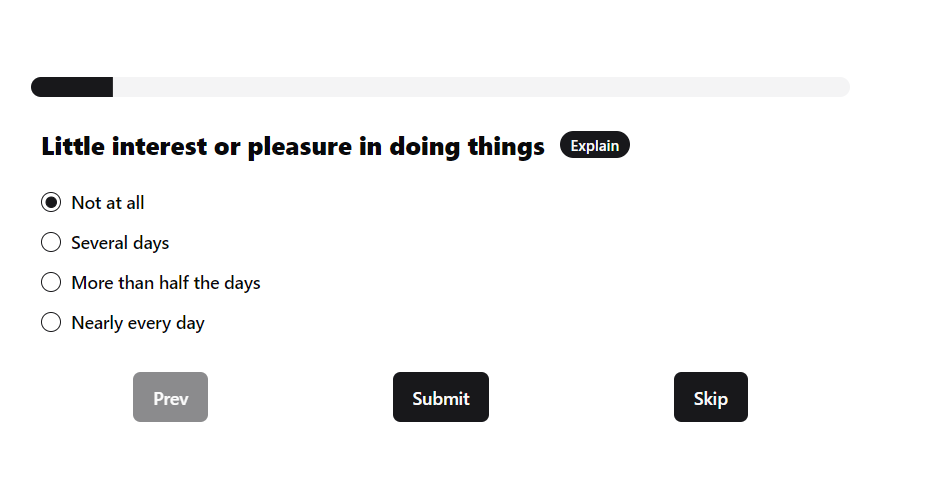 Little interest or pleasure in doing things Explain
Not at all
Several days
More than half the days
Nearly every day
Prev Submit Skip